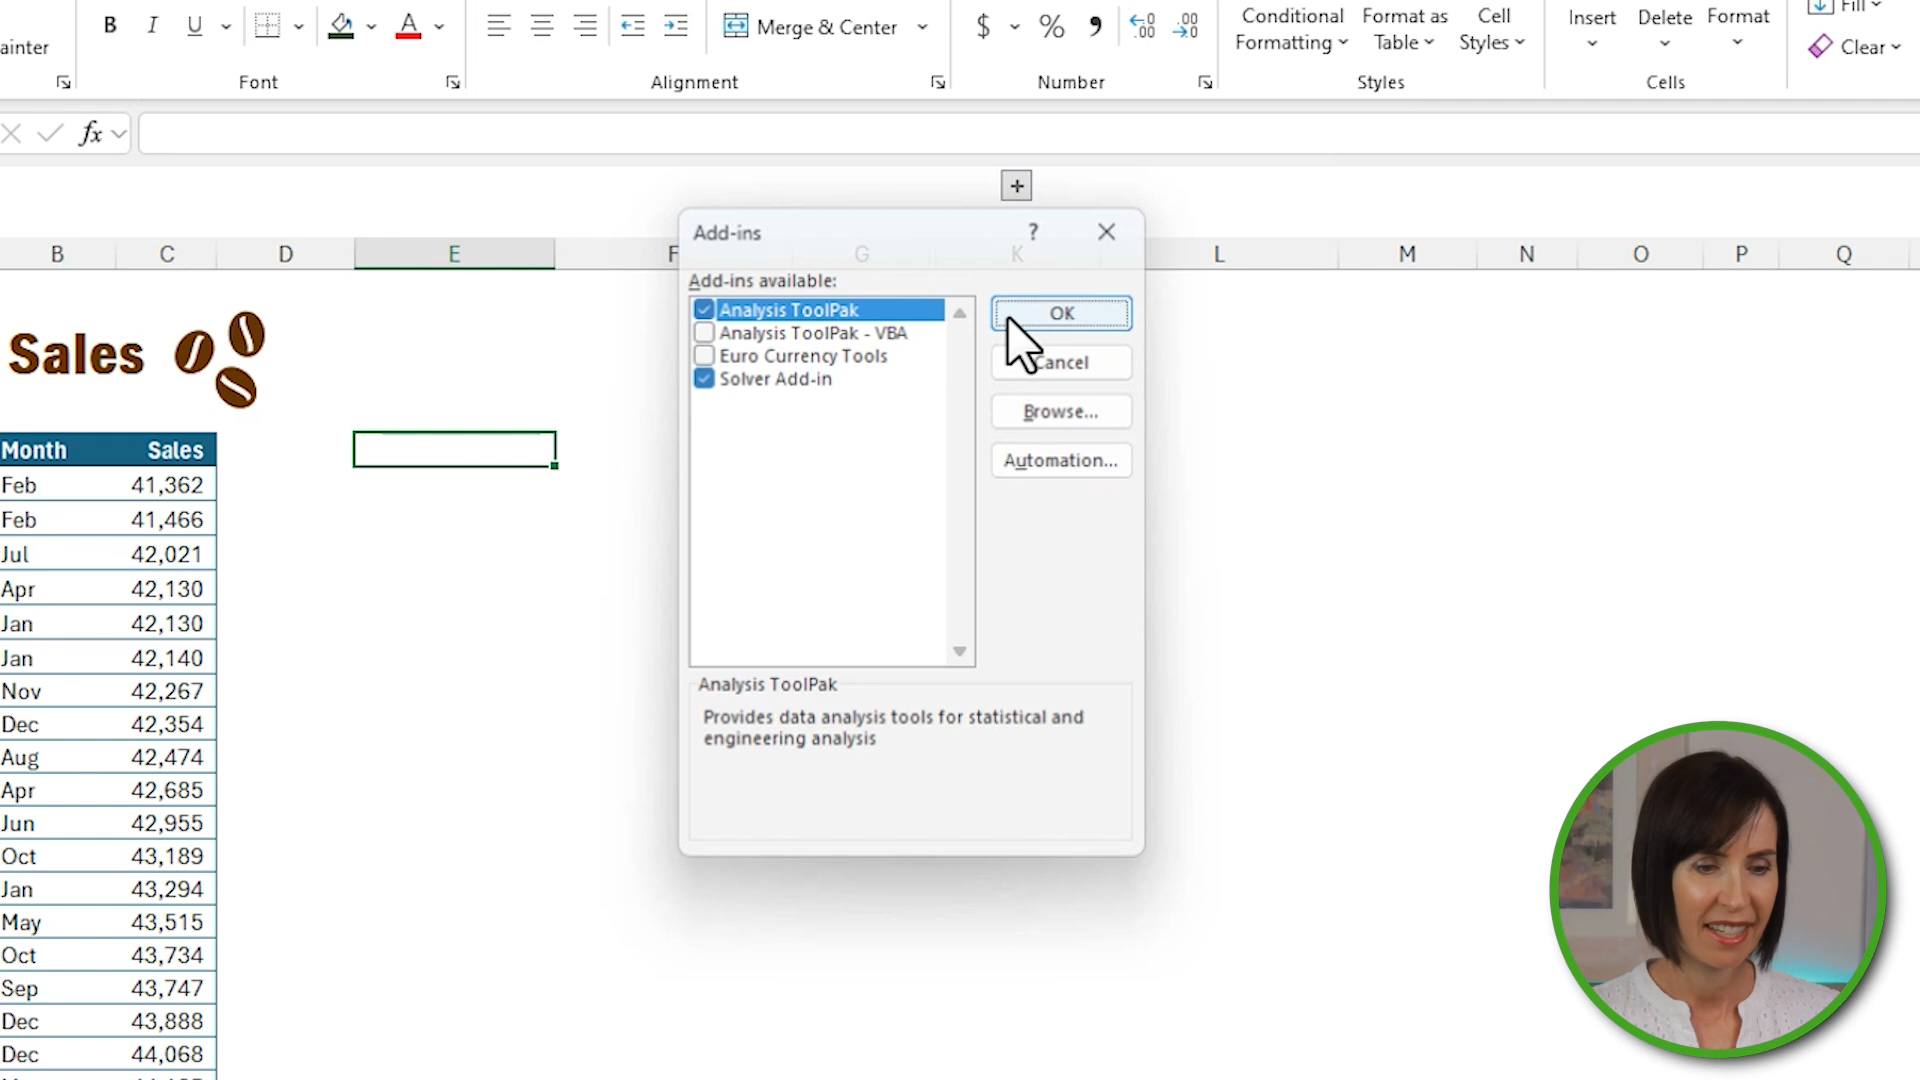 ainter
B I U A Merge & Center $ % 9 Conditional Formatting Format as Table Cell Styles Insert Delete Format Fill
Clear
Font Alignment Number Styles Cells
fx
B C D E F G K L M N O P Q
Add-ins ?
Add-ins available:
Analysis ToolPak
Analysis ToolPak - VBA
Euro Currency Tools
Solver Add-in
OK
Cancel
Browse...
Automation...
Analysis ToolPak
Provides data analysis tools for statistical and
engineering analysis
Sales
Month Sales
Feb 41,362
Feb 41,466
Jul 42,021
Apr 42,130
Jan 42,130
Jan 42,140
Nov 42,267
Dec 42,354
Aug 42,474
Apr 42,685
Jun 42,955
Oct 43,189
Jan 43,294
May 43,515
Oct 43,734
Sep 43,747
Dec 43,888
Dec 44,068